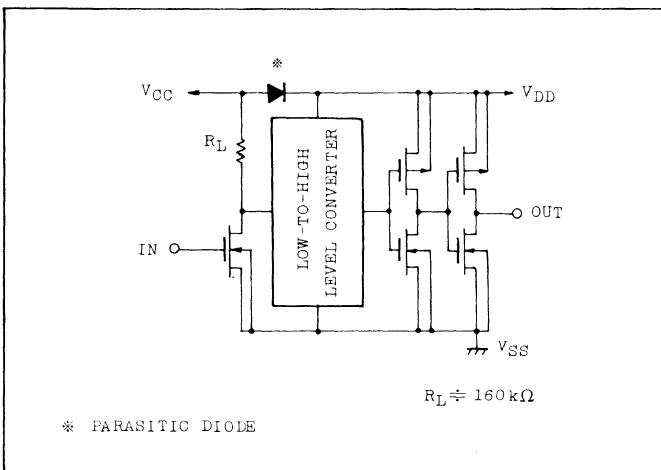 ※
VCC
VDD
RL
LOW-TO-HIGH
LEVEL CONVERTER
IN
OUT
VSS
RL ≒ 160kΩ
※ PARASITIC DIODE